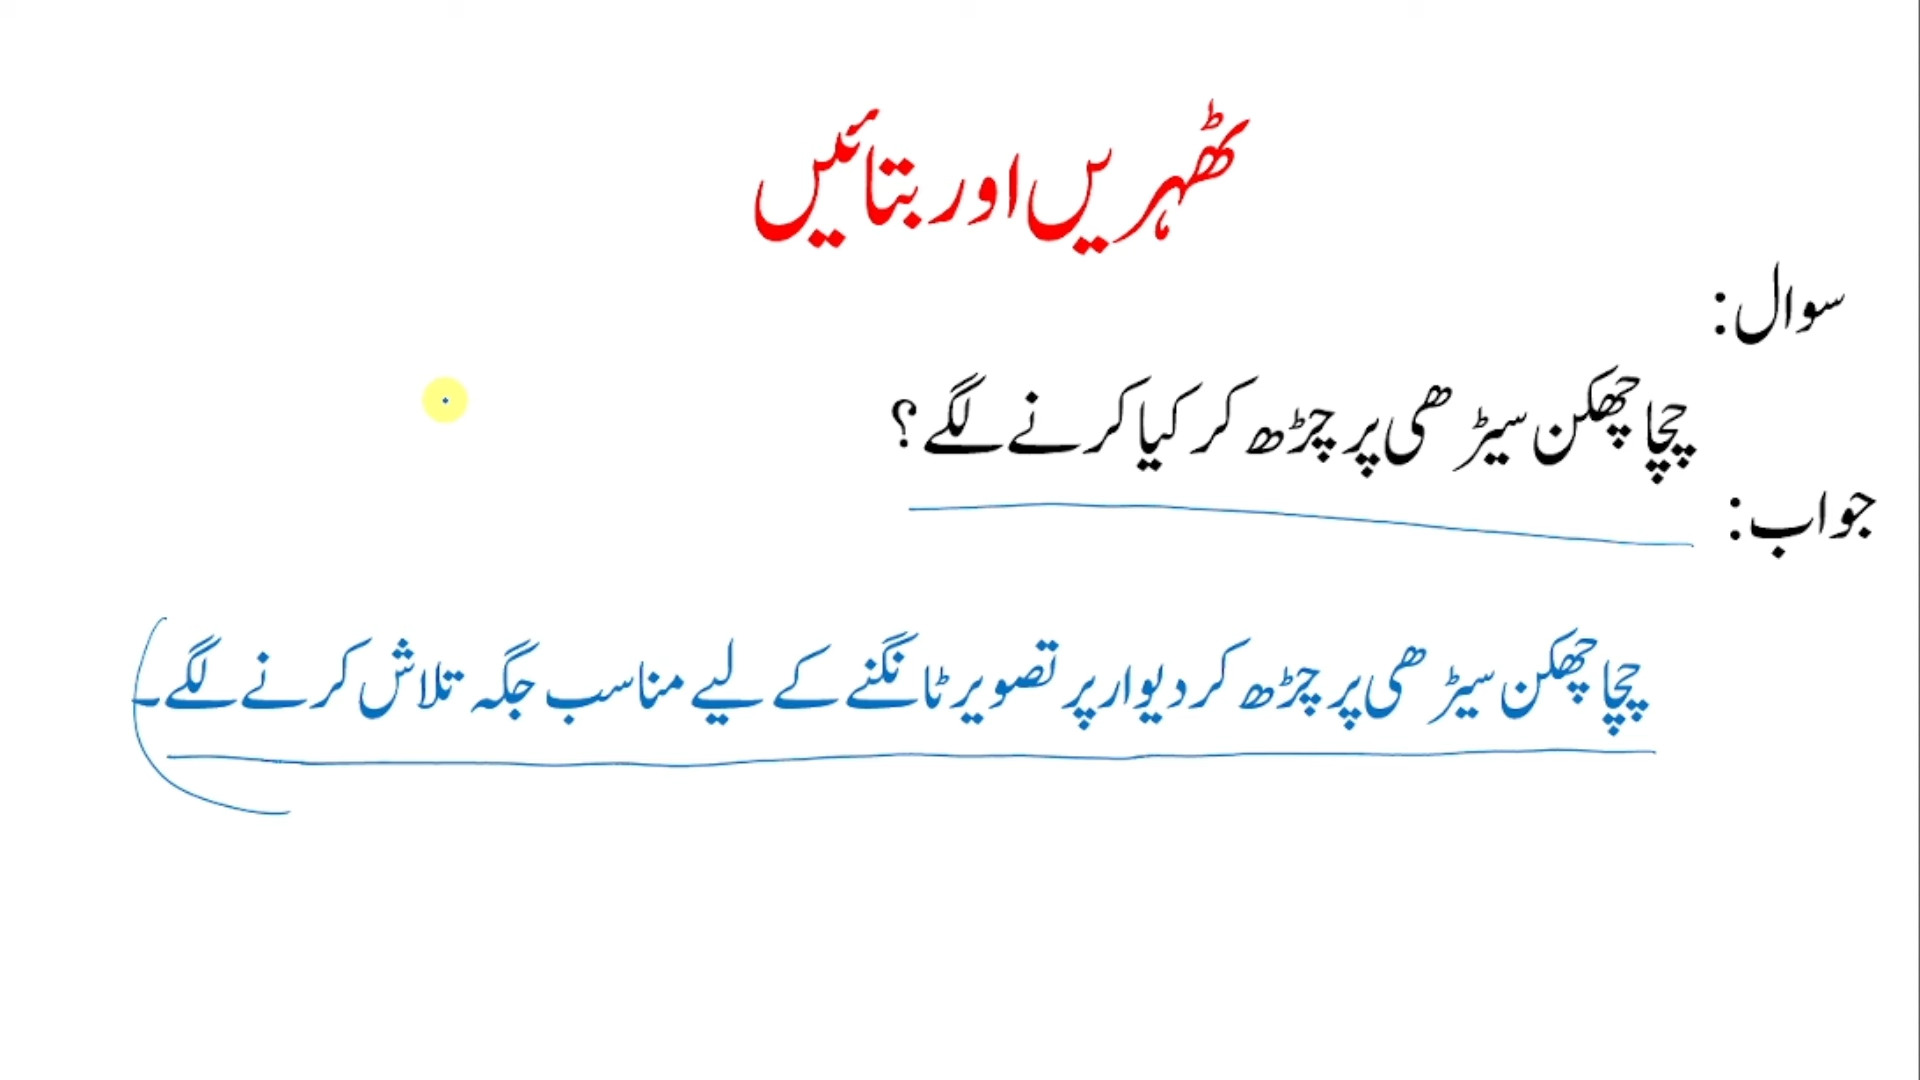 ٹھہریں اور بتائیں
سوال:
چچا چھکن سیڑھی پر چڑھ کر کیا کرنے لگے؟
جواب:
چچا چھکن سیڑھی پر چڑھ کر دیوار پر تصویر ٹانگنے کے لیے مناسب جگہ تلاش کرنے لگے۔